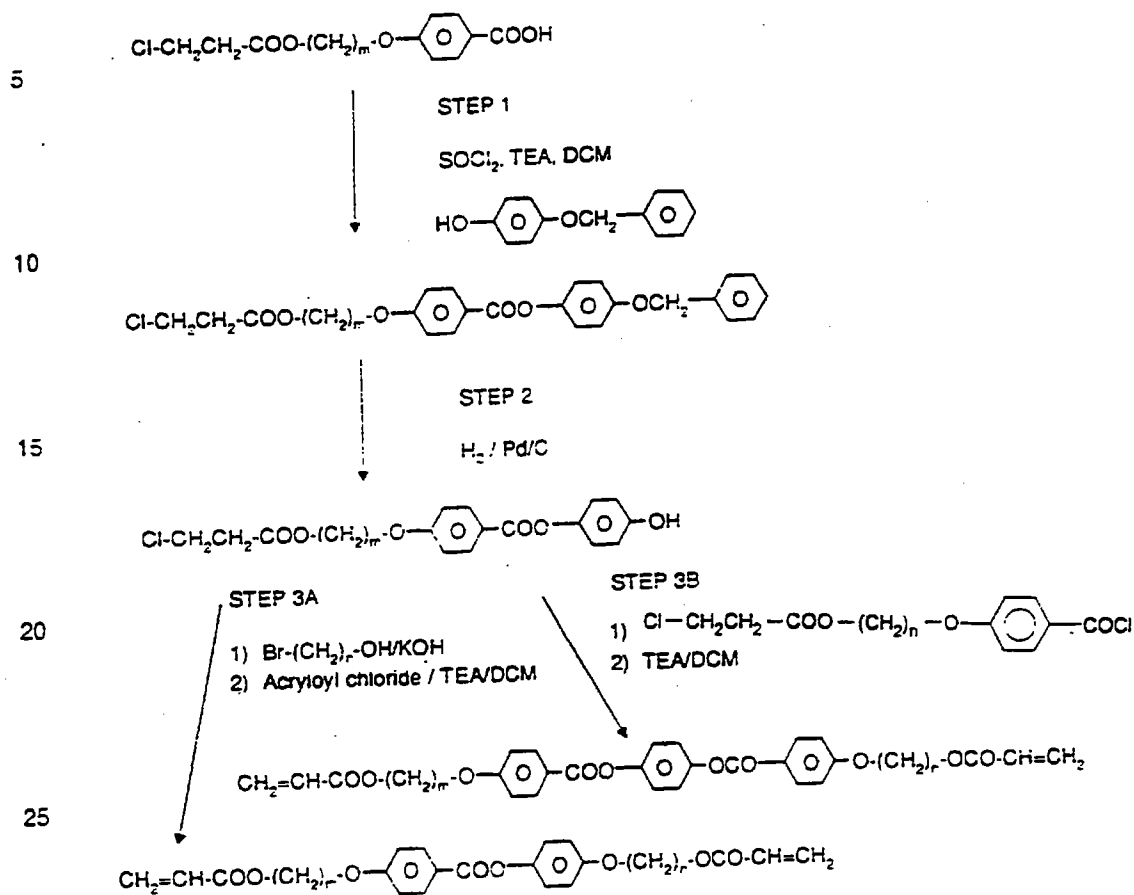 Cl-CH₂CH₂-COO-(CH₂)m-O COOH
5
STEP 1
SOCl₂, TEA, DCM
HO OCH₂
10
Cl-CH₂CH₂-COO-(CH₂)m-O COO OCH₂
STEP 2
15
H₂ / Pd/C
Cl-CH₂CH₂-COO-(CH₂)m-O COO OH
STEP 3A
STEP 3B
20
1) Br-(CH₂)n-OH/KOH
2) Acryloyl chloride / TEA/DCM
1) Cl-CH₂CH₂-COO-(CH₂)n-O COCl
2) TEA/DCM
CH₂=CH-COO-(CH₂)m-O COO OCO O-(CH₂)n-OCO-CH=CH₂
25
CH₂=CH-COO-(CH₂)m-O COO O-(CH₂)n-OCO-CH=CH₂